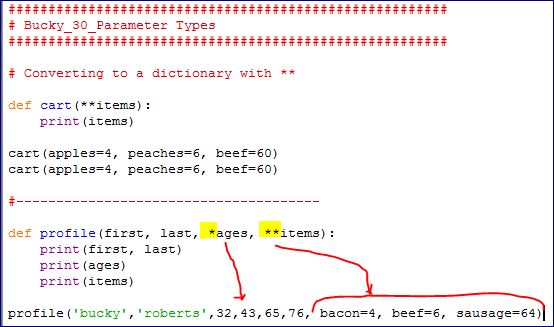 #######################################################
# Bucky_30_Parameter Types
#######################################################
# Converting to a dictionary with **
def cart(**items):
    print(items)
cart(apples=4, peaches=6, beef=60)
cart(apples=4, peaches=6, beef=60)
#--------------------------------------
def profile(first, last, *ages, **items):
    print(first, last)
    print(ages)
    print(items)
profile('bucky','roberts',32,43,65,76, bacon=4, beef=6, sausage=64)